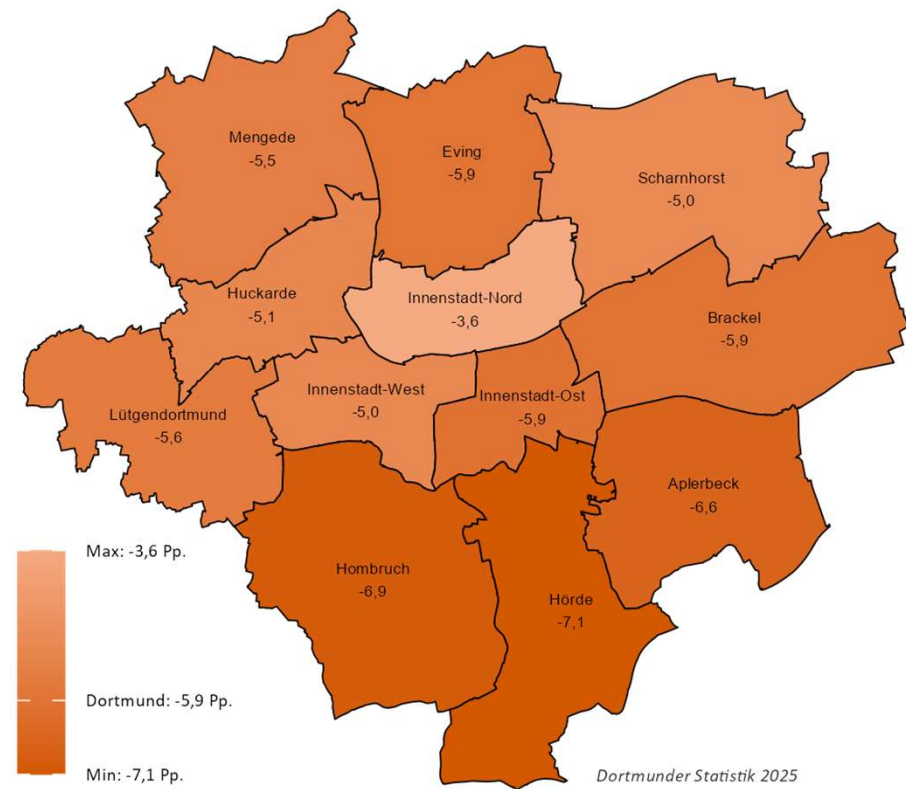 Mengede
-5,5
Eving
-5,9
Scharnhorst
-5,0
Huckarde
-5,1
Innenstadt-Nord
-3,6
Brackel
-5,9
Lütgendortmund
-5,6
Innenstadt-West
-5,0
Innenstadt-Ost
-5,9
Aplerbeck
-6,6
Hombruch
-6,9
Hörde
-7,1
Max: -3,6 Pp.
Dortmund: -5,9 Pp.
Min: -7,1 Pp.
Dortmunder Statistik 2025